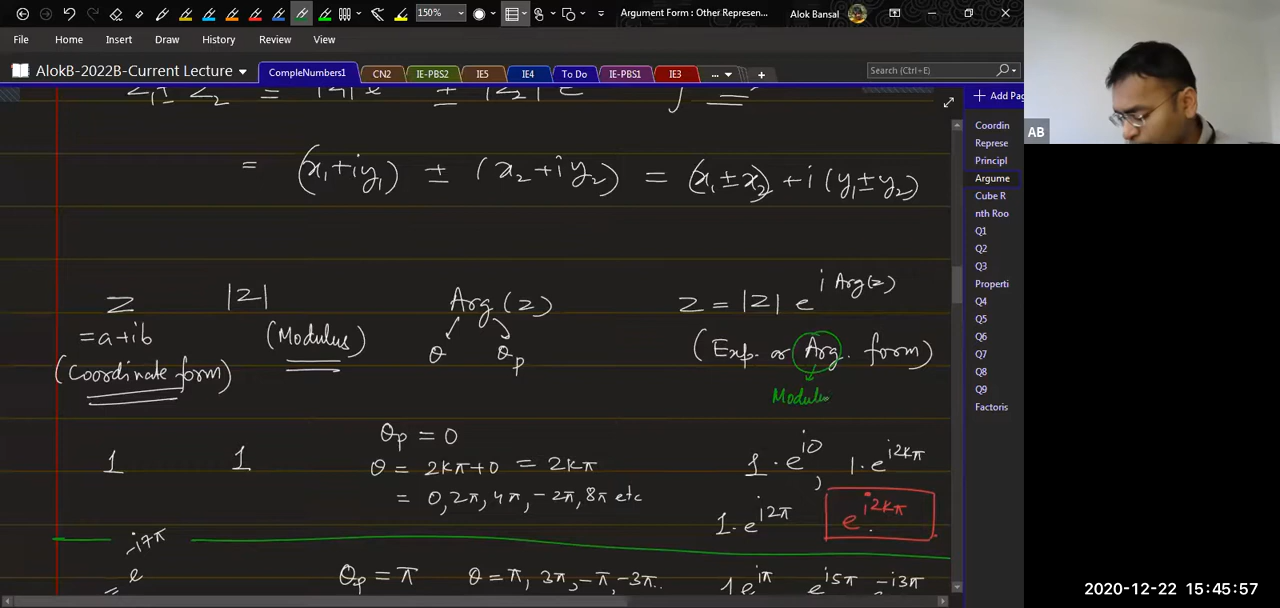 150% Argument Form : Other Represen... Alok Bansal
File Home Insert Draw History Review View
AlokB-2022B-Current Lecture CompleNumbers1 CN2 IE-PBS2 IE5 IE4 To Do IE-PBS1 IE3 ... + Search (Ctrl+E)
+ Add Pag
Coordin
Represe
Principl
Argume
Cube R
nth Roo
Q1
Q2
Q3
Properti
Q4
Q5
Q6
Q7
Q8
Q9
Factoris
AB
= (x₁+iy₁) ± (x₂+iy₂) = (x₁±x₂) + i (y₁±y₂)
z |z| Arg(z) z = |z| e^{i Arg(z)}
=a+ib (Modulus) θ θp (Exp. or Arg. form)
(Coordinate form)
Modulus
θp = 0
1 1 θ = 2kπ+0 = 2kπ 1·e^{i0}, 1·e^{i2kπ}
= 0, 2π, 4π, -2π, 8π etc 1·e^{i2π} e^{i2kπ}
e^{-i7π} θp = π θ = π, 3π, -π, -3π.. 1e^{iπ} e^{i5π} e^{-i3π}
2020-12-22 15:45:57